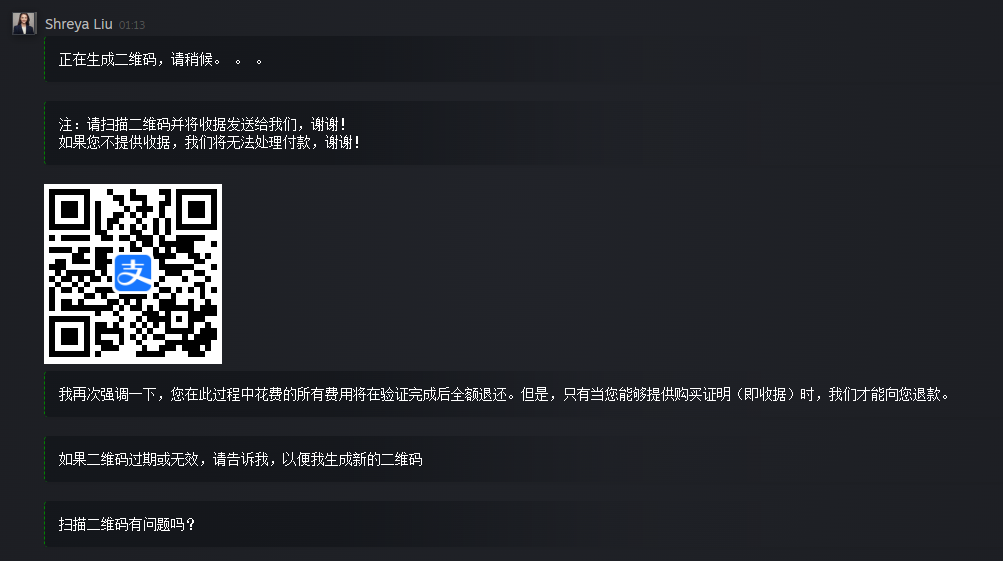 Shreya Liu 01:13
正在生成二维码，请稍候。 。 。
注：请扫描二维码并将收据发送给我们，谢谢！
如果您不提供收据，我们将无法处理付款，谢谢！
支
我再次强调一下，您在此过程中花费的所有费用将在验证完成后全额退还。但是，只有当您能够提供购买证明（即收据）时，我们才能向您退款。
如果二维码过期或无效，请告诉我，以便我生成新的二维码
扫描二维码有问题吗？